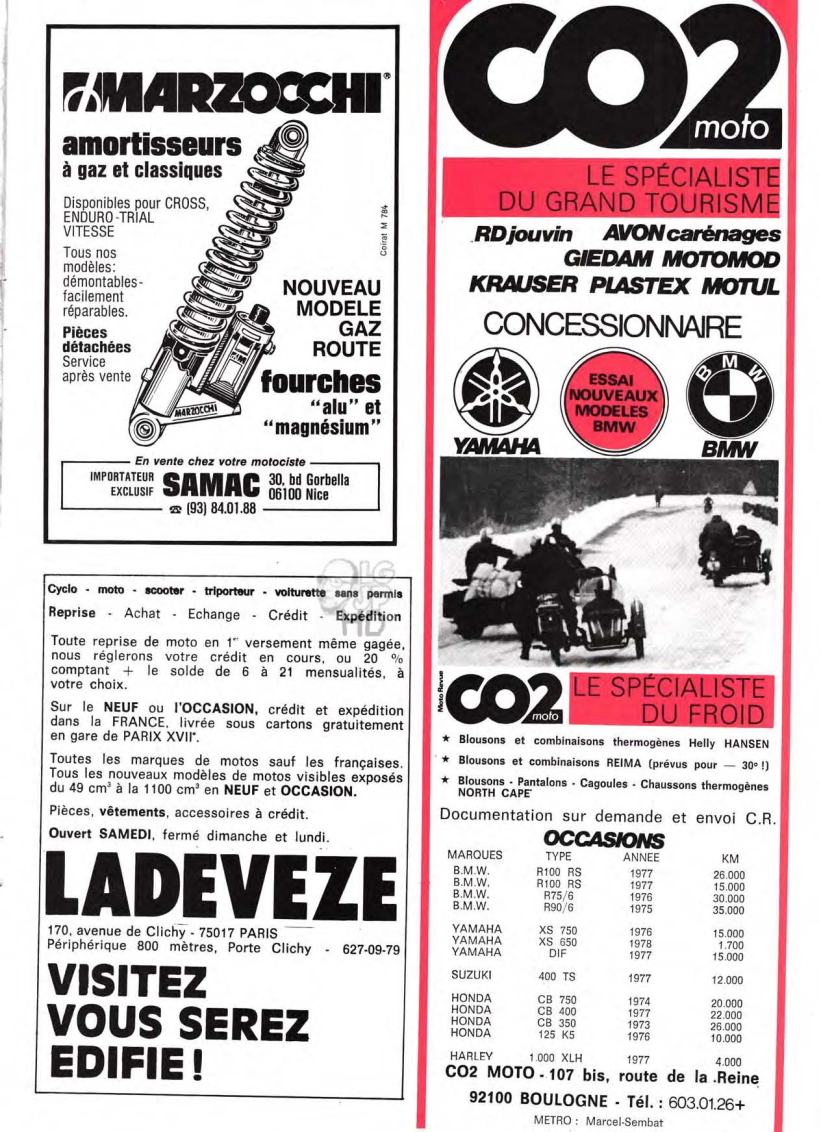 MARZOCCHI®
amortisseurs
à gaz et classiques
Disponibles pour CROSS,
ENDURO-TRIAL
VITESSE
Tous nos
modèles:
démontables-
facilement
réparables.
Pièces
détachées
Service
après vente
Coirat M 784
NOUVEAU
MODELE
GAZ
ROUTE
MARZOCCHI
fourches
“alu” et
“magnésium”
En vente chez votre motociste
IMPORTATEUR
EXCLUSIF
SAMAC
30, bd Gorbella
06100 Nice
☎ (93) 84.01.88
Cyclo - moto - scooter - triporteur - voiturette sans permis
Reprise - Achat - Echange - Crédit - Expédition
Toute reprise de moto en 1er versement même gagée,
nous réglerons votre crédit en cours, ou 20 %
comptant + le solde de 6 à 21 mensualités, à
votre choix.
Sur le NEUF ou l'OCCASION, crédit et expédition
dans la FRANCE, livrée sous cartons gratuitement
en gare de PARIX XVIIe.
Toutes les marques de motos sauf les françaises.
Tous les nouveaux modèles de motos visibles exposés
du 49 cm³ à la 1100 cm³ en NEUF et OCCASION.
Pièces, vêtements, accessoires à crédit.
Ouvert SAMEDI, fermé dimanche et lundi.
LADEVEZE
170, avenue de Clichy - 75017 PARIS
Périphérique 800 mètres, Porte Clichy - 627-09-79
VISITEZ
VOUS SEREZ
EDIFIE !
CO2
moto
LE SPÉCIALISTE
DU GRAND TOURISME
RD jouvin AVON carénages
GIEDAM MOTOMOD
KRAUSER PLASTEX MOTUL
CONCESSIONNAIRE
YAMAHA
ESSAI
NOUVEAUX
MODELES
BMW
BMW
BMW
Moto Revue
CO2
moto
LE SPÉCIALISTE
DU FROID
★ Blousons et combinaisons thermogènes Helly HANSEN
★ Blousons et combinaisons REIMA (prévus pour — 30° !)
★ Blousons - Pantalons - Cagoules - Chaussons thermogènes
NORTH CAPE
Documentation sur demande et envoi C.R.
OCCASIONS
MARQUES TYPE ANNEE KM
B.M.W. R100 RS 1977 26.000
B.M.W. R100 RS 1977 15.000
B.M.W. R75/6 1976 30.000
B.M.W. R90/6 1975 35.000
YAMAHA XS 750 1976 15.000
YAMAHA XS 650 1978 1.700
YAMAHA DIF 1977 15.000
SUZUKI 400 TS 1977 12.000
HONDA CB 750 1974 20.000
HONDA CB 400 1977 22.000
HONDA CB 350 1973 26.000
HONDA 125 K5 1976 10.000
HARLEY 1.000 XLH 1977 4.000
CO2 MOTO - 107 bis, route de la Reine
92100 BOULOGNE - Tél. : 603.01.26+
METRO : Marcel-Sembat